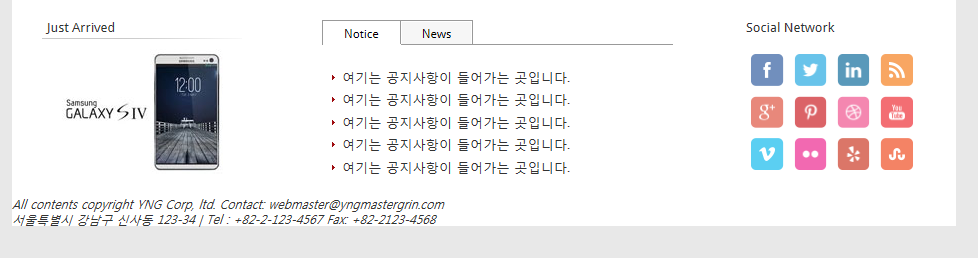 Just Arrived
Notice
News
Social Network
12:00
Samsung
GALAXY S IV
여기는 공지사항이 들어가는 곳입니다.
여기는 공지사항이 들어가는 곳입니다.
여기는 공지사항이 들어가는 곳입니다.
여기는 공지사항이 들어가는 곳입니다.
여기는 공지사항이 들어가는 곳입니다.
f
in
g+
You Tube
All contents copyright YNG Corp, ltd. Contact: webmaster@yngmastergrin.com
서울특별시 강남구 신사동 123-34 | Tel : +82-2-123-4567 Fax: +82-2123-4568